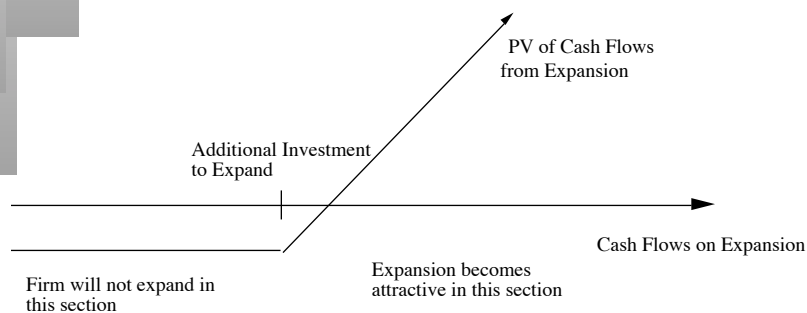 PV of Cash Flows
from Expansion
Additional Investment
to Expand
Cash Flows on Expansion
Firm will not expand in
this section
Expansion becomes
attractive in this section